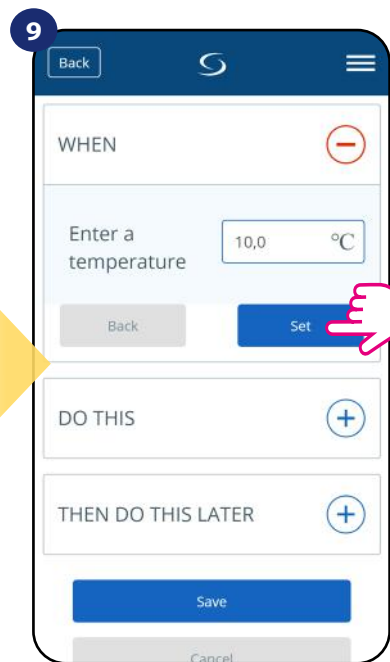 9
Back
WHEN
Enter a
temperature
10,0 °C
Back
Set
DO THIS
THEN DO THIS LATER
Save
Cancel